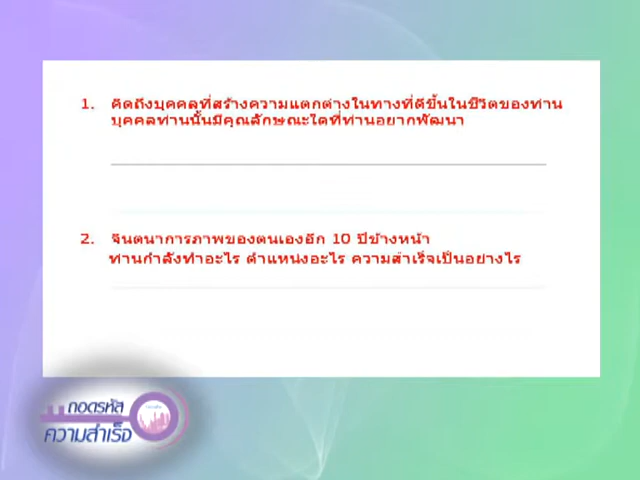 1. คิดถึงบุคคลที่สร้างความแตกต่างในทางที่ดีขึ้นในชีวิตของท่าน
บุคคลท่านนั้นมีคุณลักษณะใดที่ท่านอยากพัฒนา
2. จินตนาการภาพของตนเองอีก 10 ปีข้างหน้า
ท่านกำลังทำอะไร ตำแหน่งอะไร ความสำเร็จเป็นอย่างไร
ถอดรหัส
ความสำเร็จ